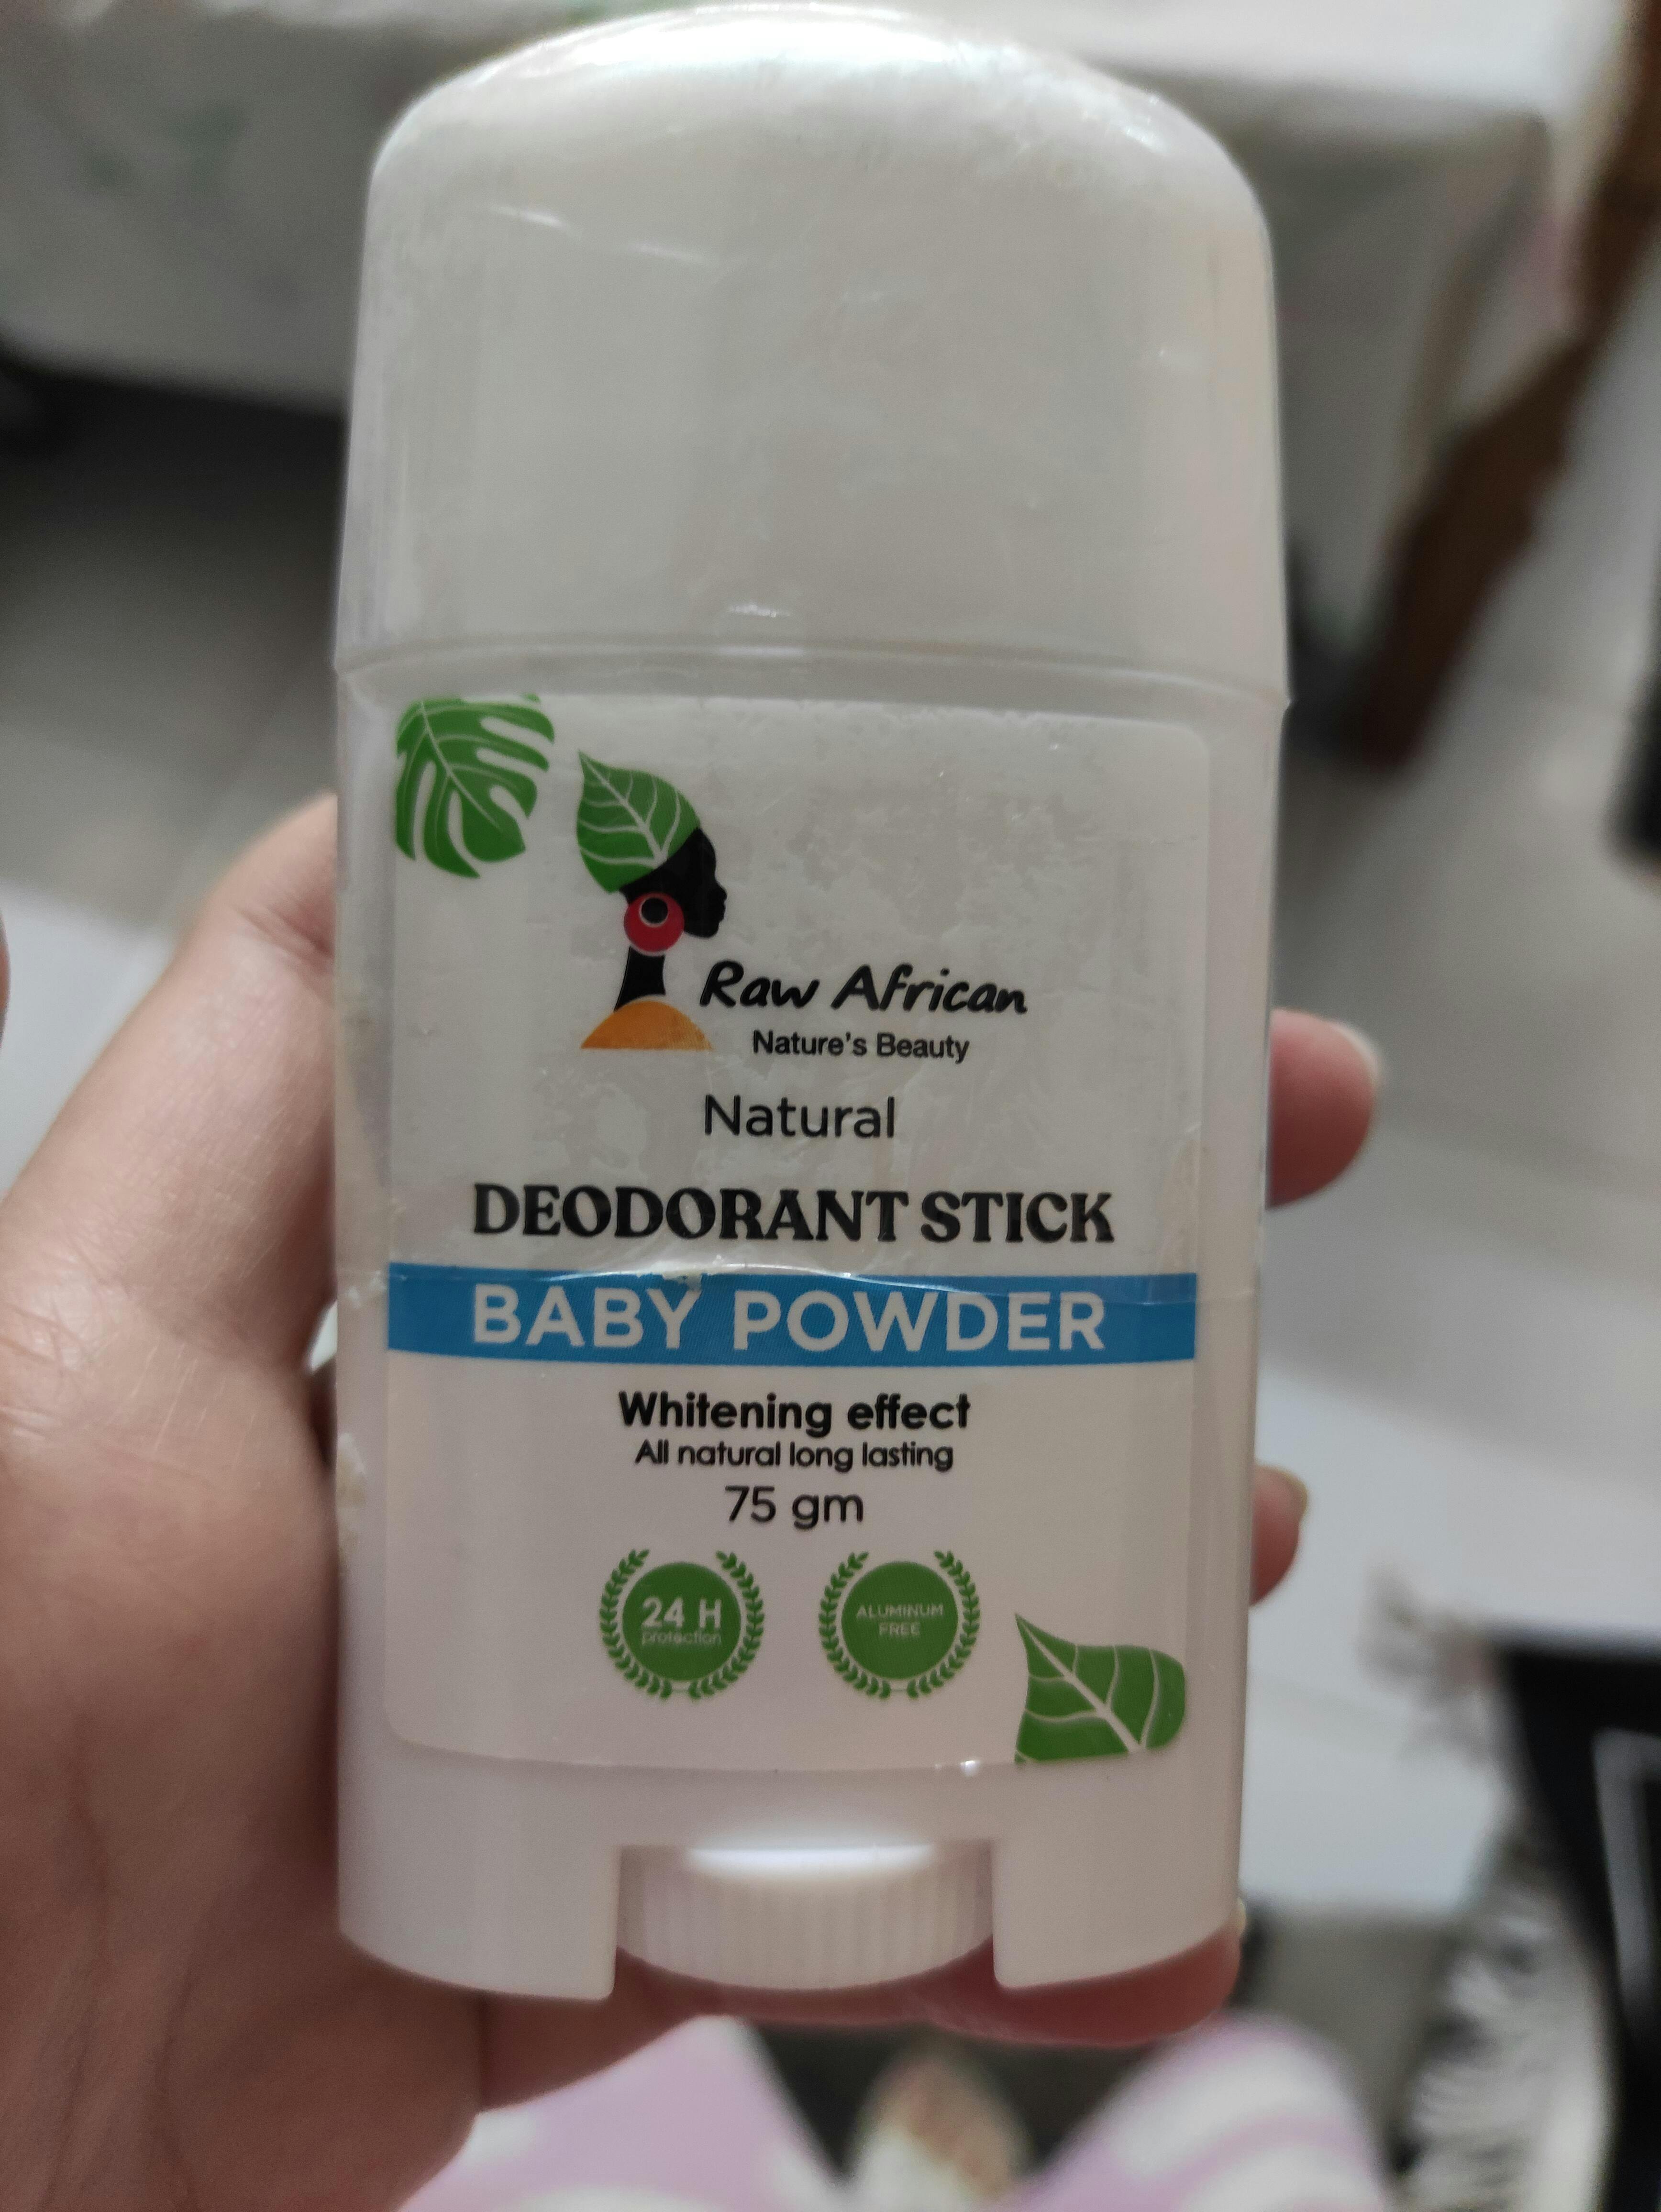 Raw African
Nature's Beauty
Natural
DEODORANT STICK
BABY POWDER
Whitening effect
All natural long lasting
75 gm
24 H
protection
ALUMINUM
FREE